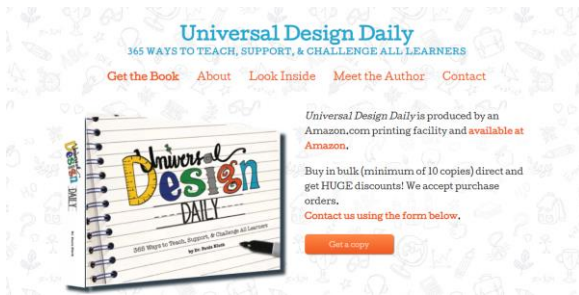 Universal Design Daily
365 WAYS TO TEACH, SUPPORT, & CHALLENGE ALL LEARNERS
Get the Book About Look Inside Meet the Author Contact
Universal Design Daily is produced by an
Amazon.com printing facility and available at
Amazon.
Buy in bulk (minimum of 10 copies) direct and
get HUGE discounts! We accept purchase
orders.
Contact us using the form below.
Get a copy
Design DAILY
Universal
Design
DAILY
365 Ways to Teach, Support, & Challenge All Learners